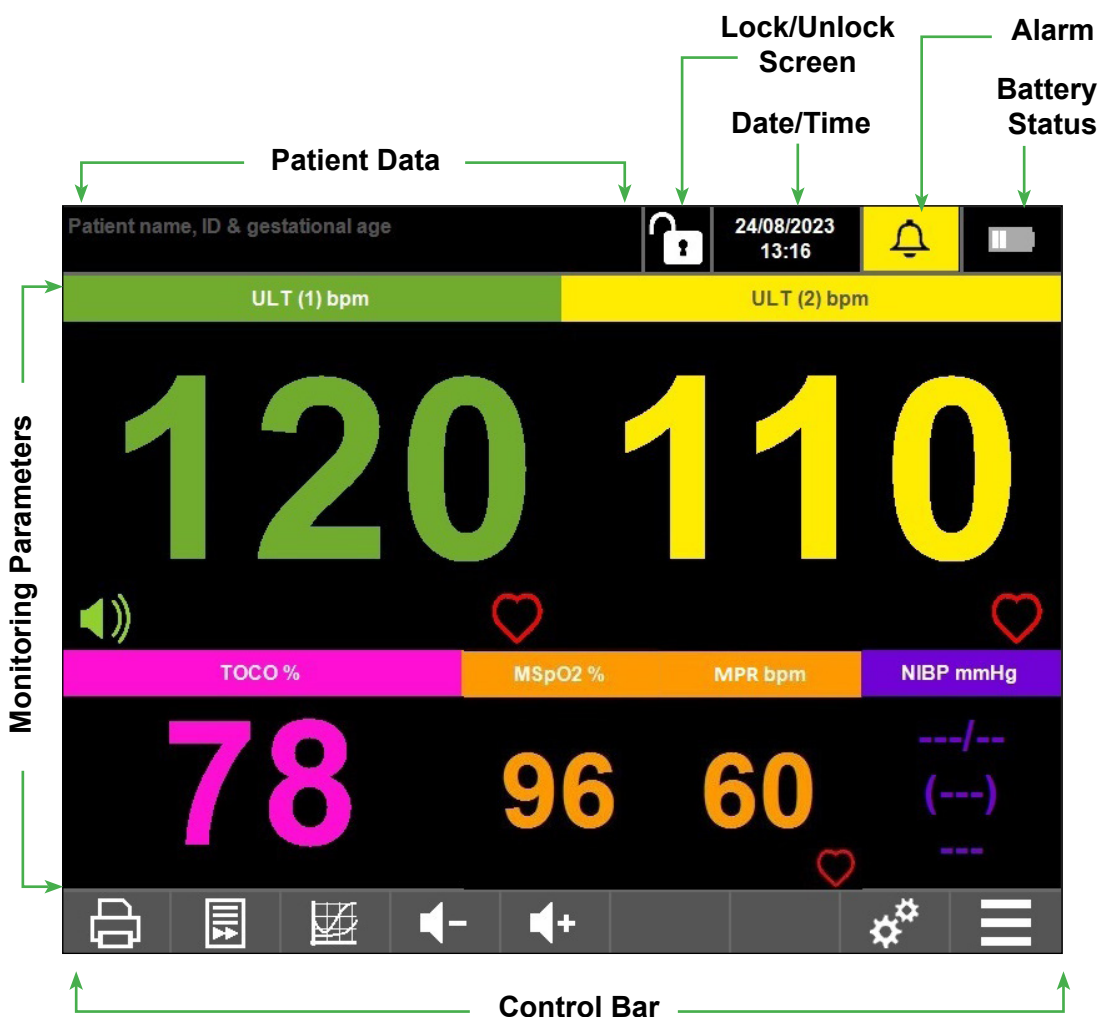 Lock/Unlock
Screen
Alarm
Battery
Status
Date/Time
Patient Data
Patient name, ID & gestational age
24/08/2023
13:16
ULT (1) bpm
ULT (2) bpm
120
110
Monitoring Parameters
TOCO %
MSpO2 %
MPR bpm
NIBP mmHg
78
96
60
---/--
(---)
---
Control Bar